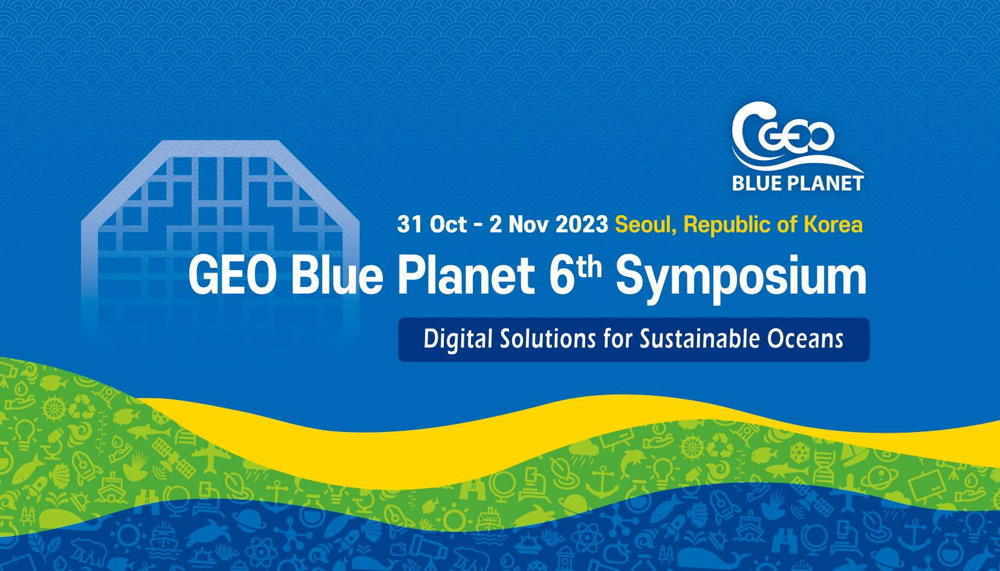 GEO
BLUE PLANET
31 Oct - 2 Nov 2023 Seoul, Republic of Korea
GEO Blue Planet 6th Symposium
Digital Solutions for Sustainable Oceans